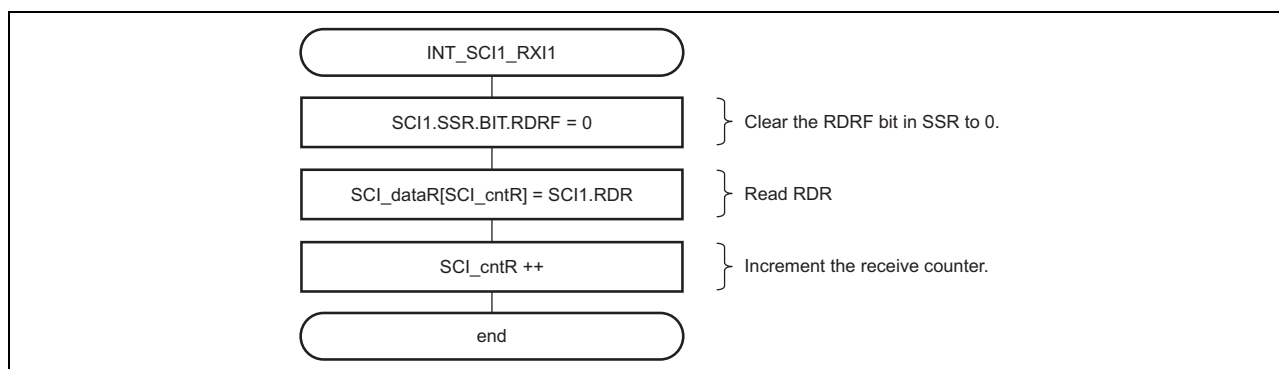 INT_SCI1_RXI1
SCI1.SSR.BIT.RDRF = 0
Clear the RDRF bit in SSR to 0.
SCI_dataR[SCI_cntR] = SCI1.RDR
Read RDR
SCI_cntR ++
Increment the receive counter.
end